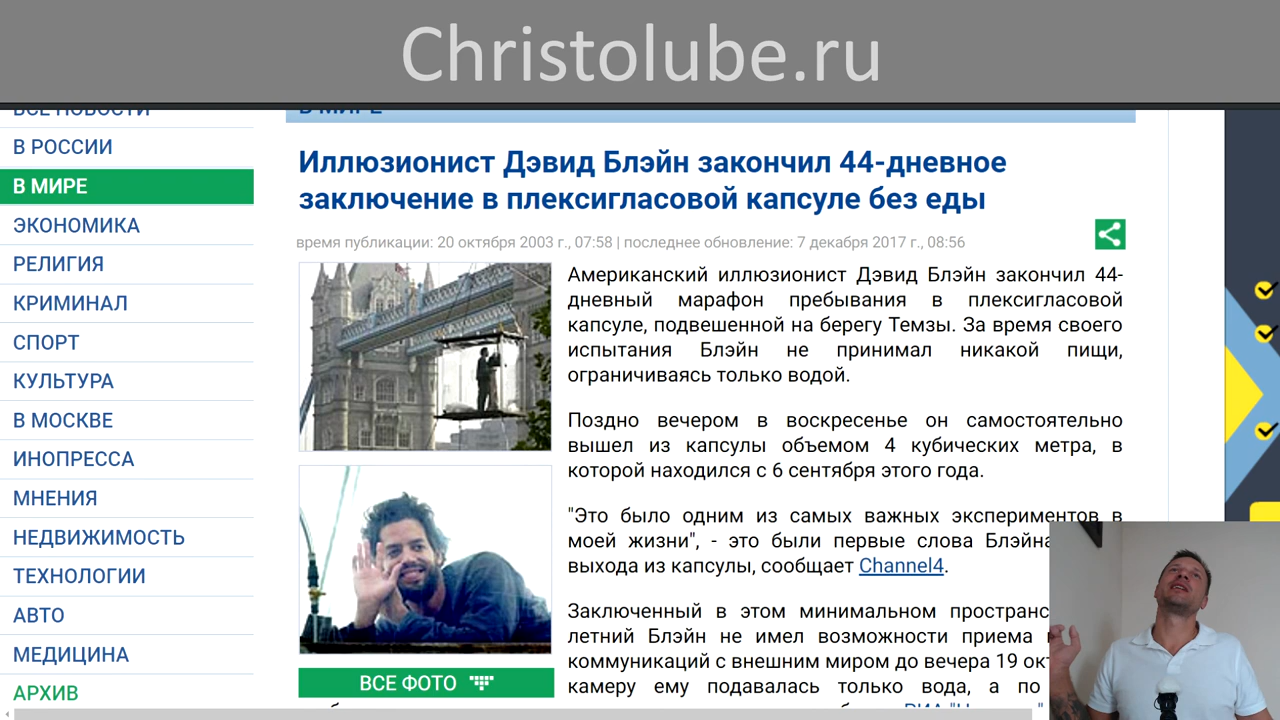 Christolube.ru
ВСЕ НОВОСТИ
В РОССИИ
В МИРЕ
ЭКОНОМИКА
РЕЛИГИЯ
КРИМИНАЛ
СПОРТ
КУЛЬТУРА
В МОСКВЕ
ИНОПРЕССА
МНЕНИЯ
НЕДВИЖИМОСТЬ
ТЕХНОЛОГИИ
АВТО
МЕДИЦИНА
АРХИВ
В МИРЕ
Иллюзионист Дэвид Блэйн закончил 44-дневное
заключение в плексигласовой капсуле без еды
время публикации: 20 октября 2003 г., 07:58 | последнее обновление: 7 декабря 2017 г., 08:56
Американский иллюзионист Дэвид Блэйн закончил 44-
дневный марафон пребывания в плексигласовой
капсуле, подвешенной на берегу Темзы. За время своего
испытания Блэйн не принимал никакой пищи,
ограничиваясь только водой.
Поздно вечером в воскресенье он самостоятельно
вышел из капсулы объемом 4 кубических метра, в
которой находился с 6 сентября этого года.
"Это было одним из самых важных экспериментов в
моей жизни", - это были первые слова Блэйна
выхода из капсулы, сообщает Channel4.
Заключенный в этом минимальном
летний Блэйн не имел возможности приема
коммуникаций с внешним миром до вечера 19
камеру ему подавалась только вода, а по
ВСЕ ФОТО